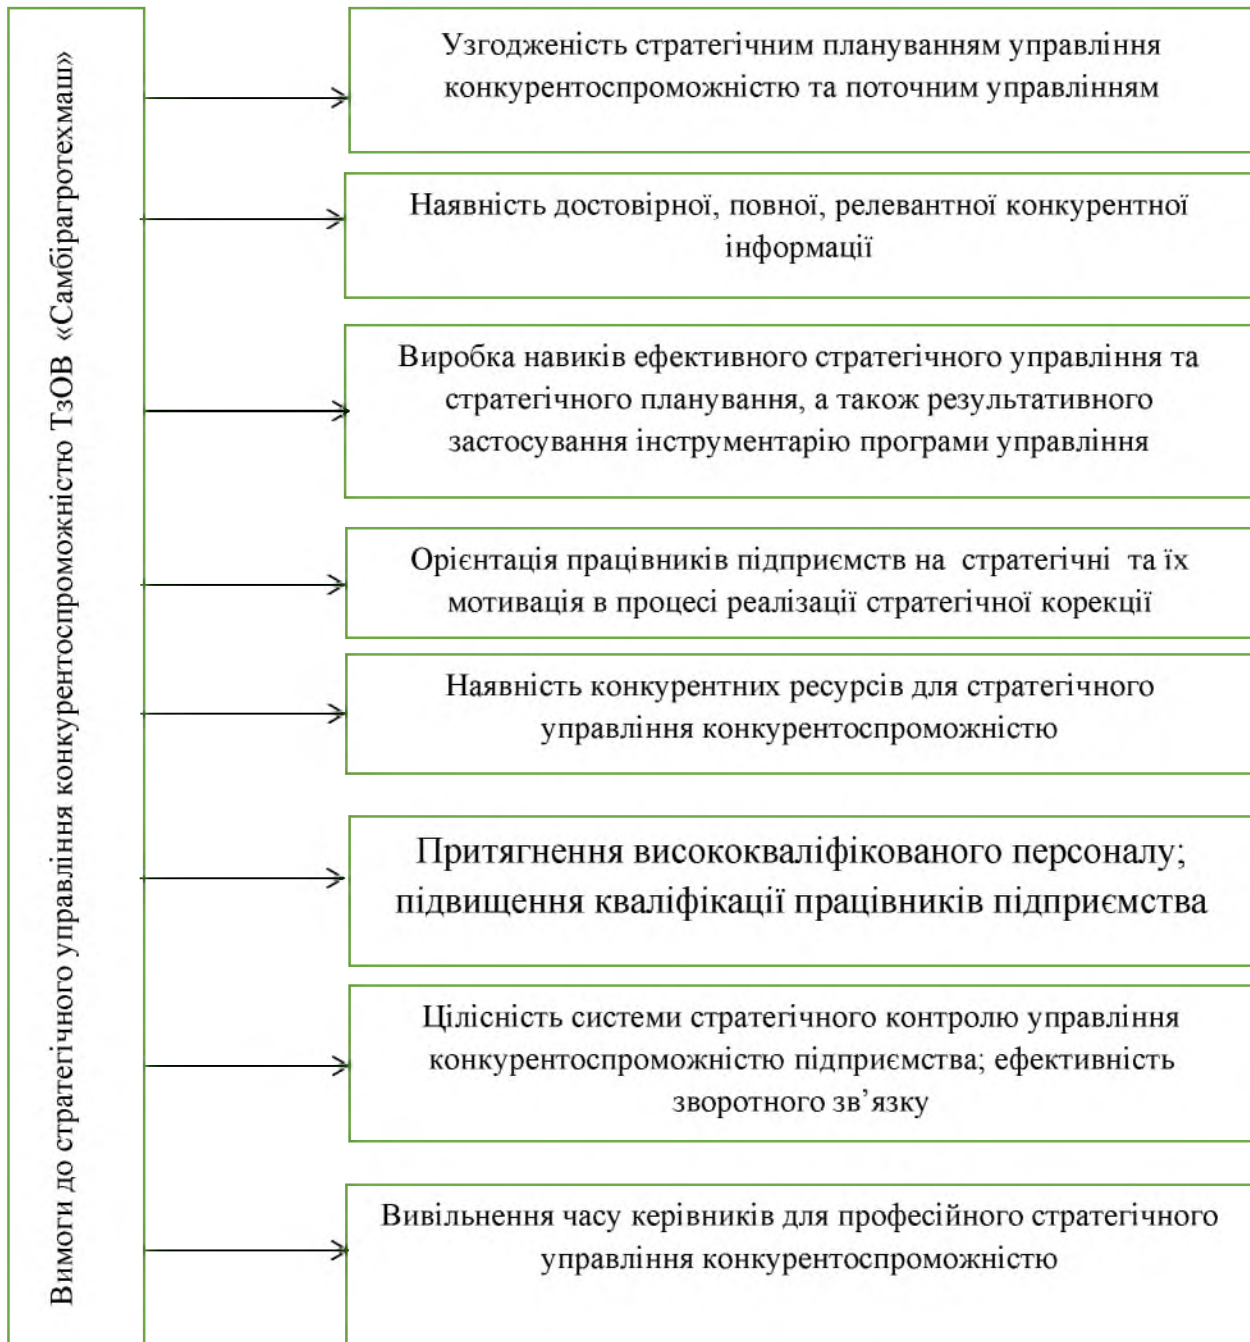 Вимоги до стратегічного управління конкурентоспроможністю ТзОВ «Самбірагротехмаш»
Узгодженість стратегічним плануванням управління
конкурентоспроможністю та поточним управлінням
Наявність достовірної, повної, релевантної конкурентної
інформації
Виробка навиків ефективного стратегічного управління та
стратегічного планування, а також результативного
застосування інструментарію програми управління
Орієнтація працівників підприємств на стратегічні та їх
мотивація в процесі реалізації стратегічної корекції
Наявність конкурентних ресурсів для стратегічного
управління конкурентоспроможністю
Притягнення висококваліфікованого персоналу;
підвищення кваліфікації працівників підприємства
Цілісність системи стратегічного контролю управління
конкурентоспроможністю підприємства; ефективність
зворотного зв’язку
Вивільнення часу керівників для професійного стратегічного
управління конкурентоспроможністю